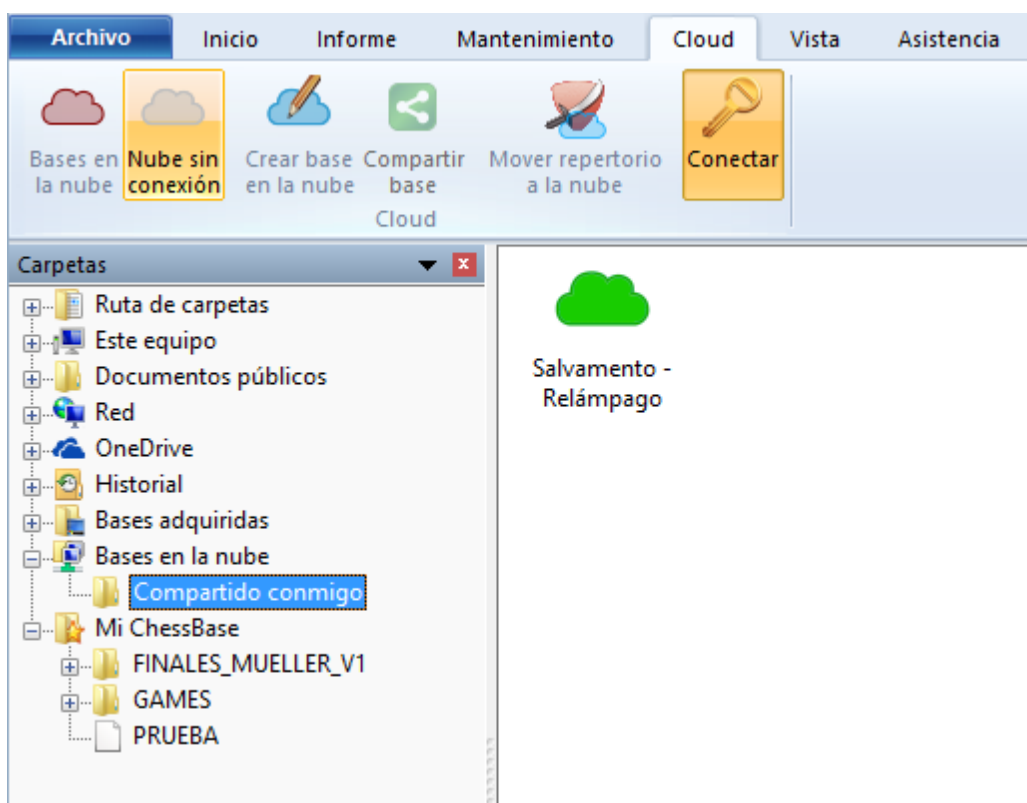 Archivo Inicio Informe Mantenimiento Cloud Vista Asistencia
Bases en Nube sin Crear base Compartir Mover repertorio Conectar
la nube conexión en la nube base a la nube
Cloud
Carpetas
Ruta de carpetas
Este equipo
Documentos públicos
Red
OneDrive
Historial
Bases adquiridas
Bases en la nube
Compartido conmigo
Mi ChessBase
FINALES_MUELLER_V1
GAMES
PRUEBA
Salvamento -
Relámpago